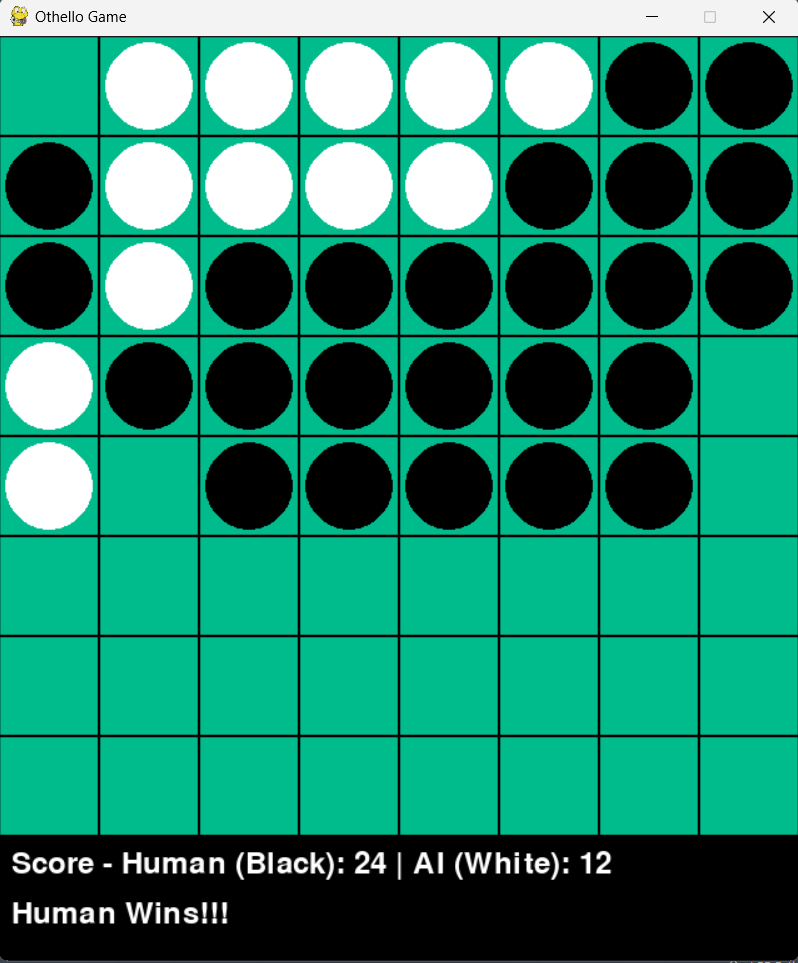 Othello Game
Score - Human (Black): 24 | AI (White): 12
Human Wins!!!